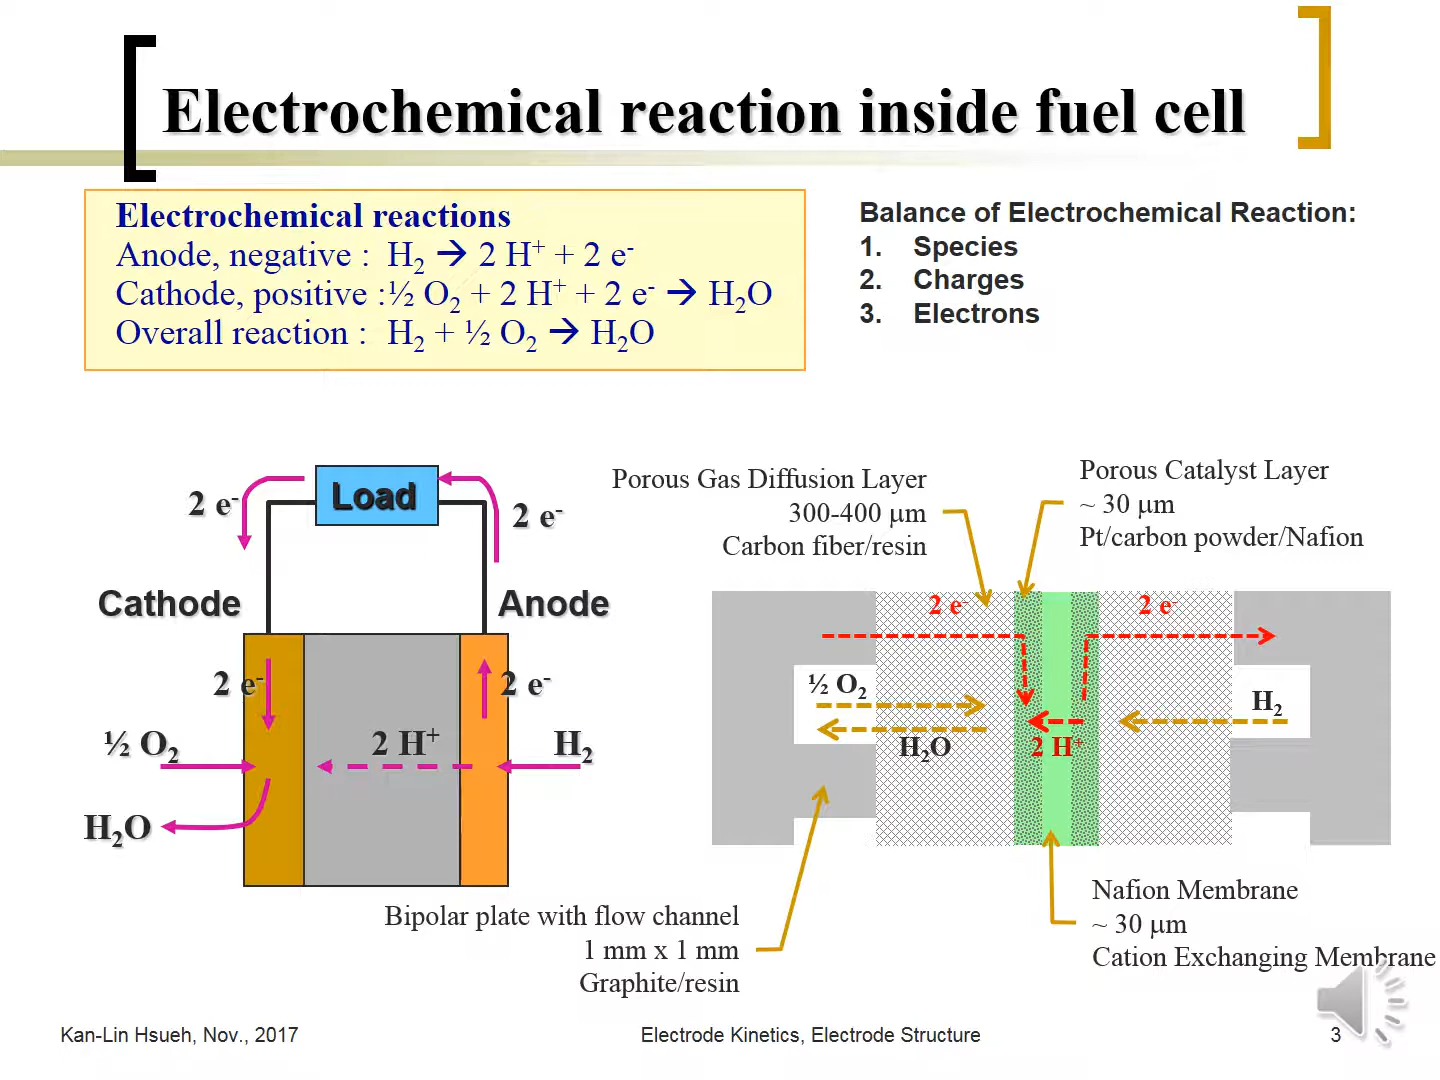 Electrochemical reaction inside fuel cell
Electrochemical reactions
Anode, negative : H₂ → 2 H⁺ + 2 e⁻
Cathode, positive :½ O₂ + 2 H⁺ + 2 e⁻ → H₂O
Overall reaction : H₂ + ½ O₂ → H₂O
Balance of Electrochemical Reaction:
1. Species
2. Charges
3. Electrons
Load
2 e⁻
2 e⁻
Cathode
Anode
2 e⁻
2 e⁻
½ O₂
2 H⁺
H₂
H₂O
Porous Gas Diffusion Layer
300-400 μm
Carbon fiber/resin
Porous Catalyst Layer
~ 30 μm
Pt/carbon powder/Nafion
2 e⁻
2 e⁻
½ O₂
H₂
H₂O
2 H⁺
Bipolar plate with flow channel
1 mm x 1 mm
Graphite/resin
Nafion Membrane
~ 30 μm
Cation Exchanging Membrane
Kan-Lin Hsueh, Nov., 2017
Electrode Kinetics, Electrode Structure
3